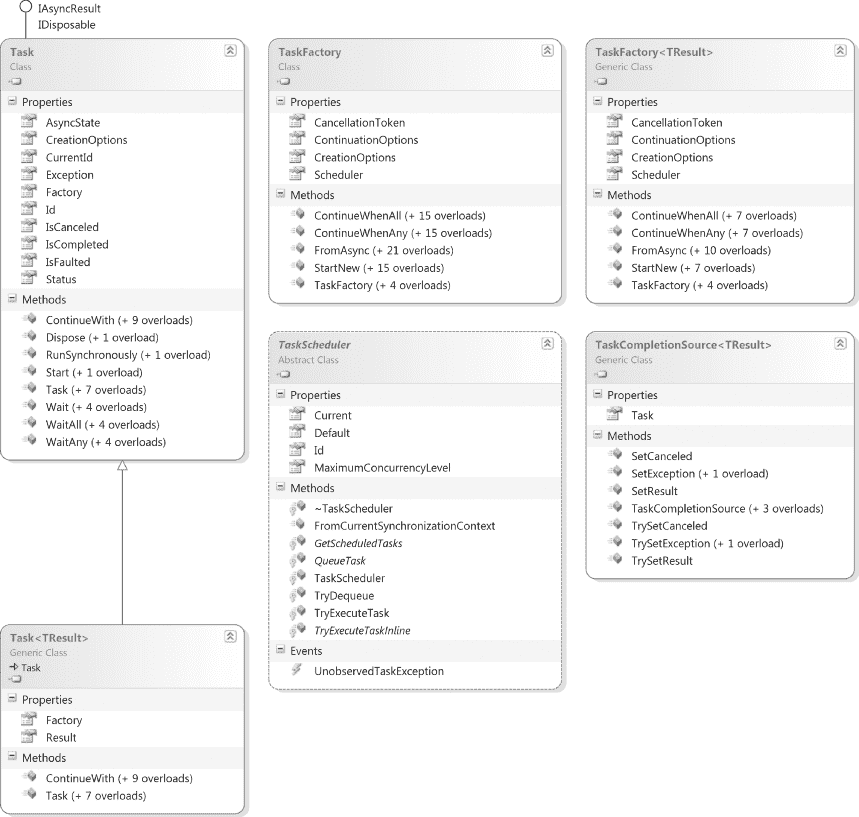 IAsyncResult
IDisposable
Task
Class
Properties
AsyncState
CreationOptions
CurrentId
Exception
Factory
Id
IsCanceled
IsCompleted
IsFaulted
Status
Methods
ContinueWith (+ 9 overloads)
Dispose (+ 1 overload)
RunSynchronously (+ 1 overload)
Start (+ 1 overload)
Task (+ 7 overloads)
Wait (+ 4 overloads)
WaitAll (+ 4 overloads)
WaitAny (+ 4 overloads)
Task<TResult>
Generic Class
Task
Properties
Factory
Result
Methods
ContinueWith (+ 9 overloads)
Task (+ 7 overloads)
TaskFactory
Class
Properties
CancellationToken
ContinuationOptions
CreationOptions
Scheduler
Methods
ContinueWhenAll (+ 15 overloads)
ContinueWhenAny (+ 15 overloads)
FromAsync (+ 21 overloads)
StartNew (+ 15 overloads)
TaskFactory (+ 4 overloads)
TaskScheduler
Abstract Class
Properties
Current
Default
Id
MaximumConcurrencyLevel
Methods
~TaskScheduler
FromCurrentSynchronizationContext
GetScheduledTasks
QueueTask
TaskScheduler
TryDequeue
TryExecuteTask
TryExecuteTaskInline
Events
UnobservedTaskException
TaskFactory<TResult>
Generic Class
Properties
CancellationToken
ContinuationOptions
CreationOptions
Scheduler
Methods
ContinueWhenAll (+ 7 overloads)
ContinueWhenAny (+ 7 overloads)
FromAsync (+ 10 overloads)
StartNew (+ 7 overloads)
TaskFactory (+ 4 overloads)
TaskCompletionSource<TResult>
Generic Class
Properties
Task
Methods
SetCanceled
SetException (+ 1 overload)
SetResult
TaskCompletionSource (+ 3 overloads)
TrySetCanceled
TrySetException (+ 1 overload)
TrySetResult